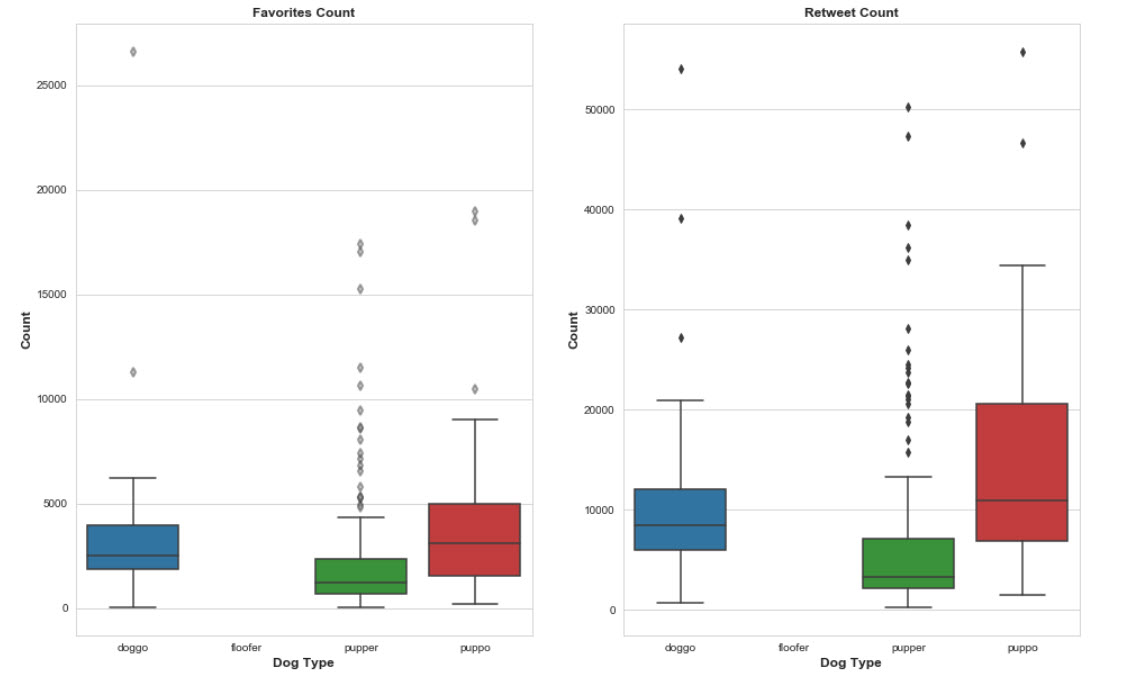 Favorites Count
25000
20000
15000
10000
5000
0
Count
doggo floofer pupper puppo
Dog Type
Retweet Count
50000
40000
30000
20000
10000
0
Count
doggo floofer pupper puppo
Dog Type